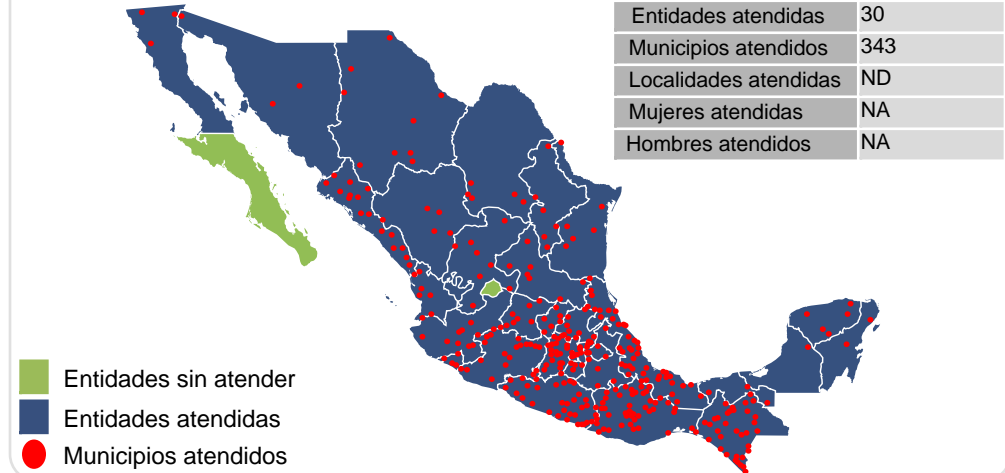 Entidades atendidas 30
Municipios atendidos 343
Localidades atendidas ND
Mujeres atendidas NA
Hombres atendidos NA
Entidades sin atender
Entidades atendidas
Municipios atendidos